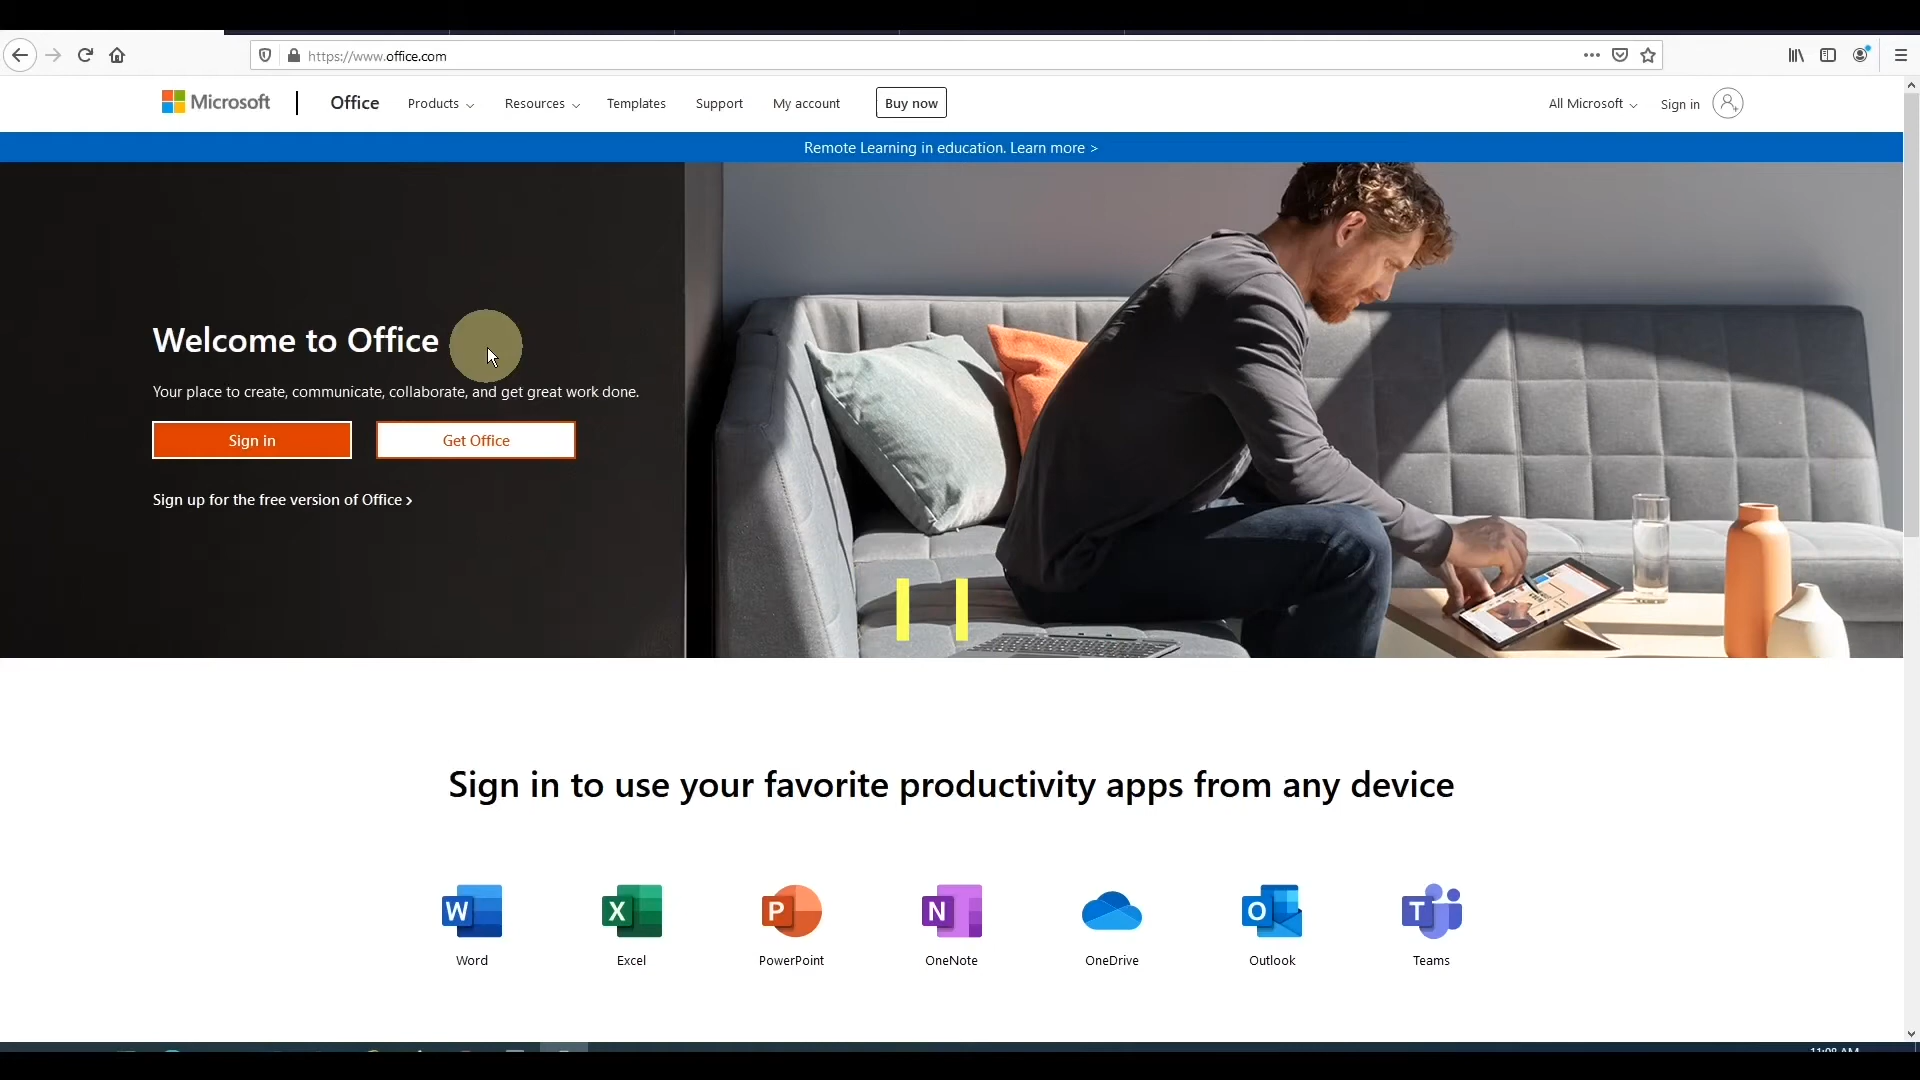 https://www.office.com
Microsoft
Office
Products
Resources
Templates
Support
My account
Buy now
All Microsoft
Sign in
Remote Learning in education. Learn more >
Welcome to Office
Your place to create, communicate, collaborate, and get great work done.
Sign in
Get Office
Sign up for the free version of Office >
Sign in to use your favorite productivity apps from any device
W
X
P
N
O
T
Word
Excel
PowerPoint
OneNote
OneDrive
Outlook
Teams